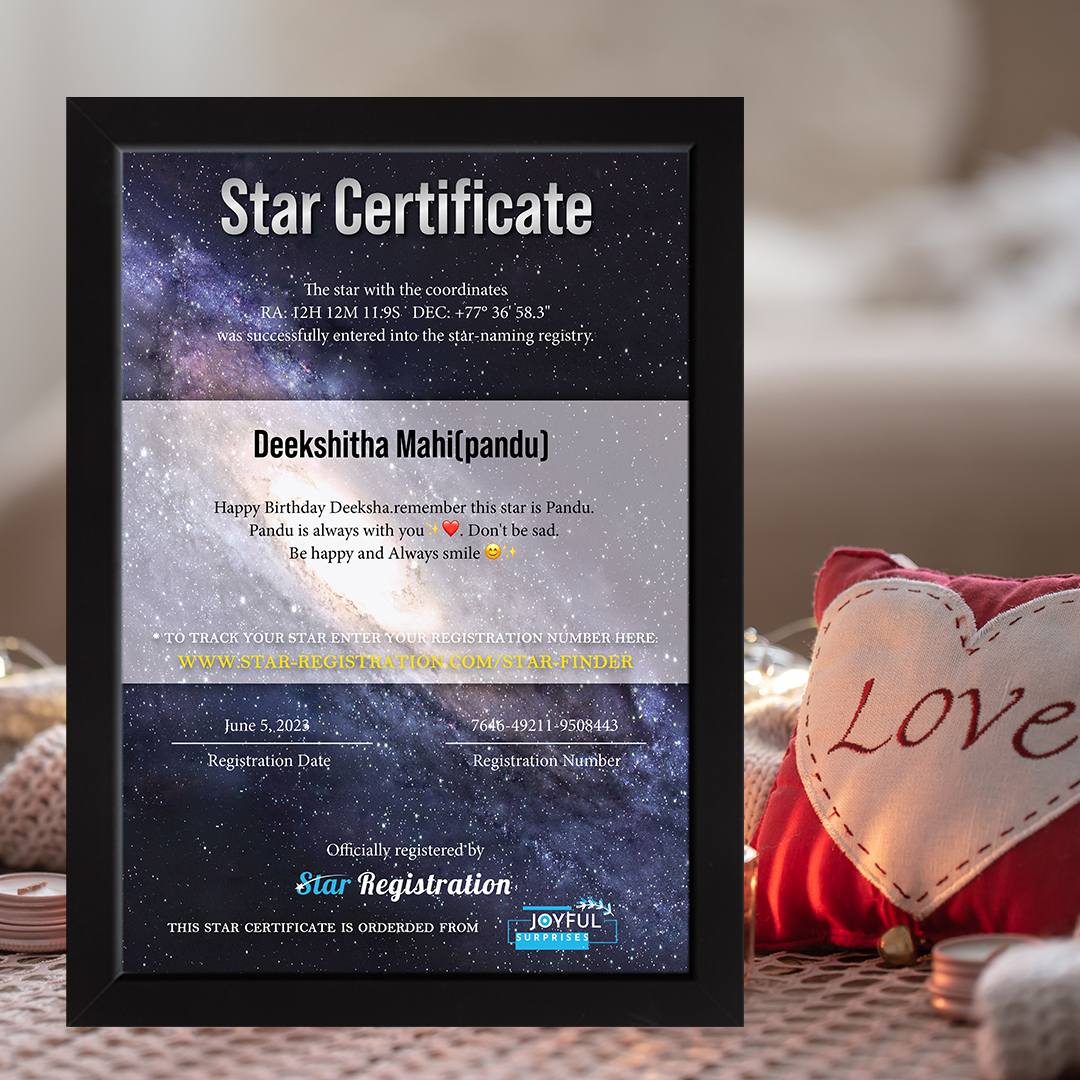 Star Certificate
The star with the coordinates
RA: 12H 12M 11.9S DEC: +77° 36' 58.3"
was successfully entered into the star-naming registry.
Deekshitha Mahi(pandu)
Happy Birthday Deeksha.remember this star is Pandu.
Pandu is always with you✨❤️. Don't be sad.
Be happy and Always smile 😊✨
* TO TRACK YOUR STAR ENTER YOUR REGISTRATION NUMBER HERE:
WWW.STAR-REGISTRATION.COM/STAR-FINDER
June 5, 2023 7646-49211-9508443
Registration Date Registration Number
Officially registered by
Star Registration
THIS STAR CERTIFICATE IS ORDERDED FROM
JOYFUL
SURPRISES
Love